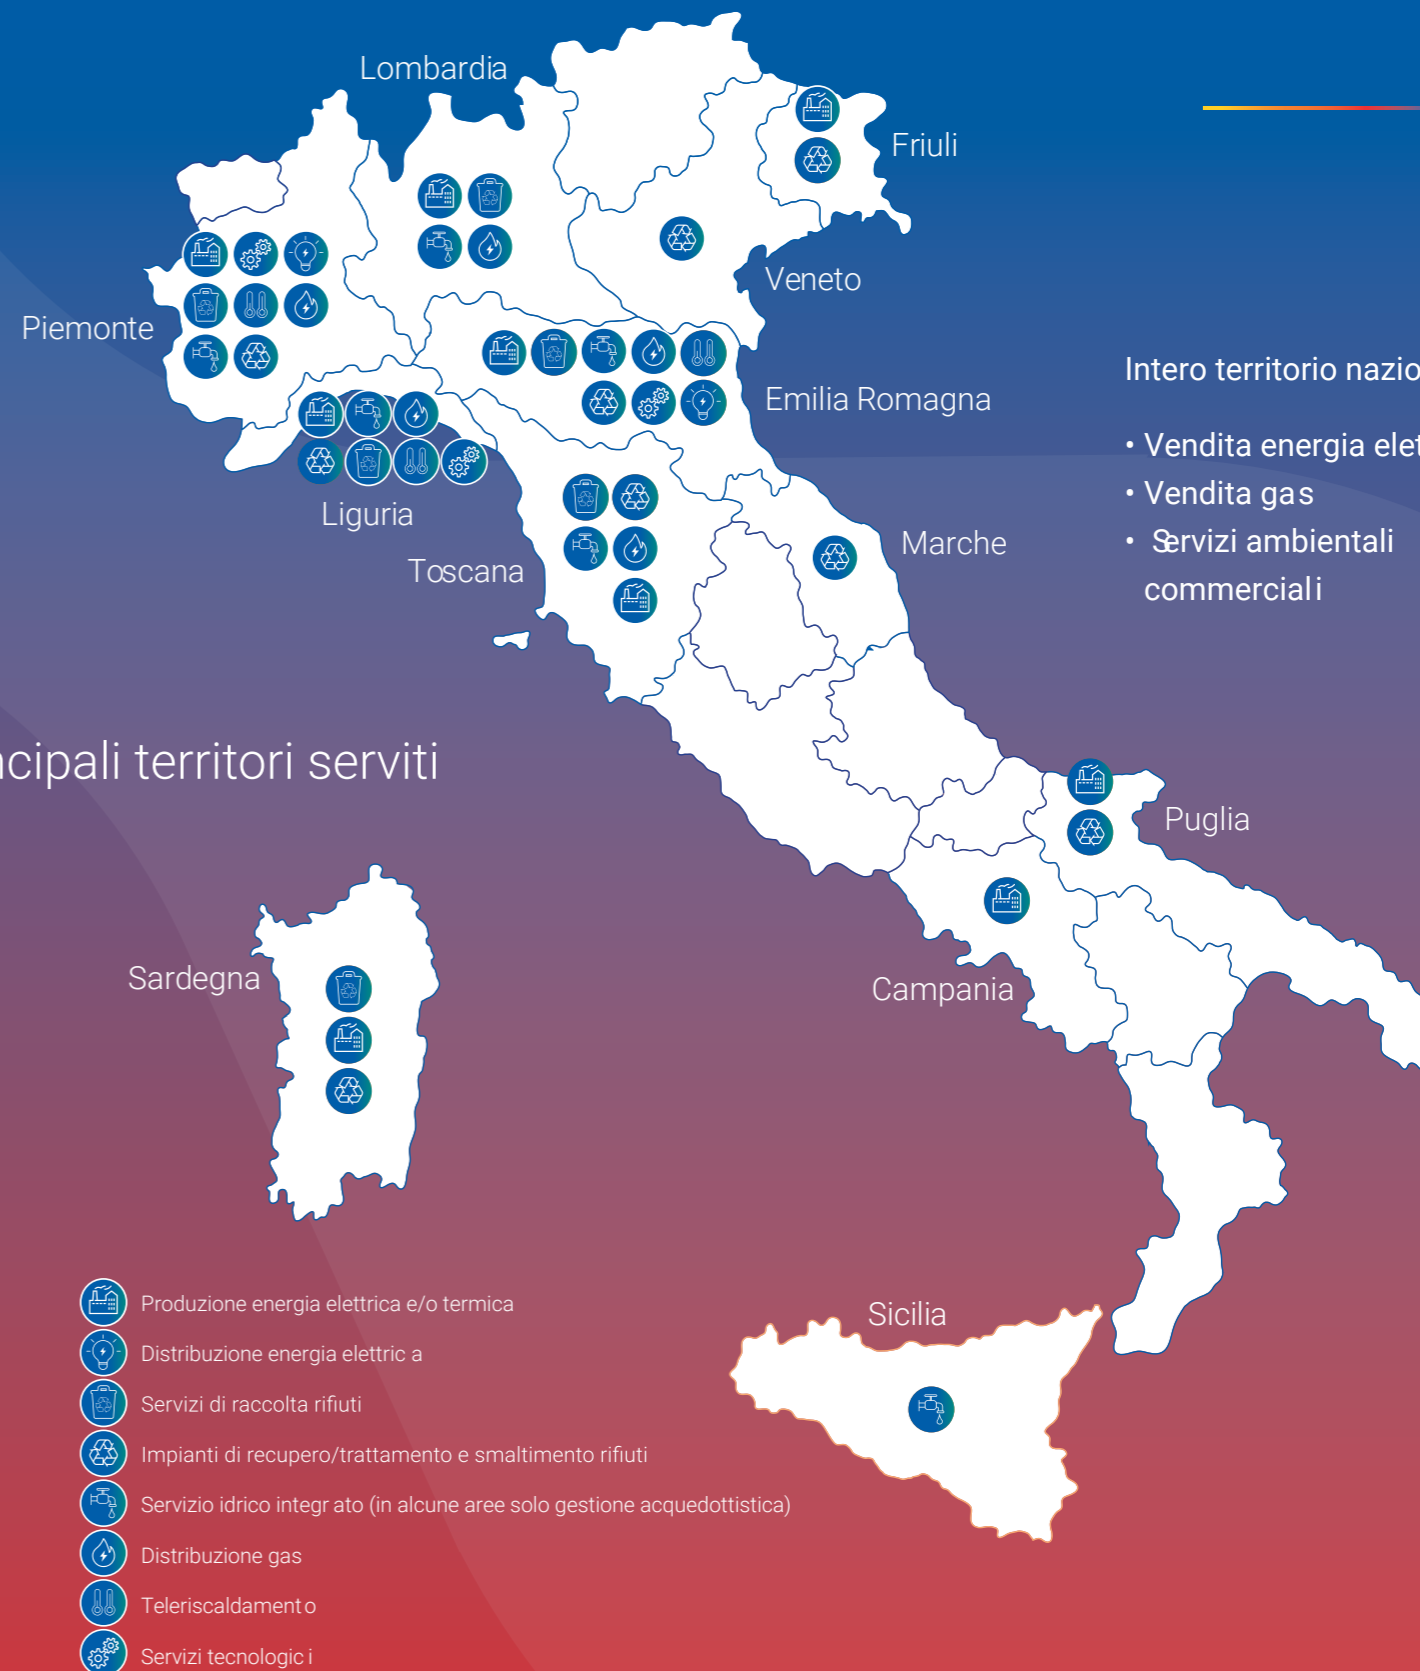 Lombardia
Friuli
Veneto
Piemonte
Emilia Romagna
Liguria
Toscana
Marche
Intero territorio nazio
• Vendita energia elet
• Vendita gas
• Servizi ambientali
commerciali
ncipali territori serviti
Puglia
Campania
Sardegna
Sicilia
Produzione energia elettrica e/o termica
Distribuzione energia elettric a
Servizi di raccolta rifiuti
Impianti di recupero/trattamento e smaltimento rifiuti
Servizio idrico integr ato (in alcune aree solo gestione acquedottistica)
Distribuzione gas
Teleriscaldament o
Servizi tecnologic i